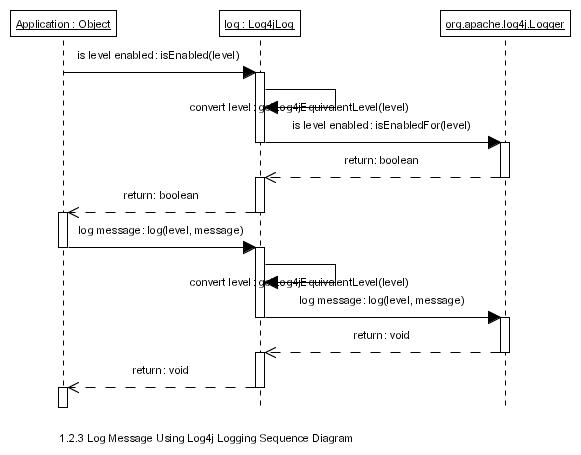 Application : Object
log : Log4jLog
org.apache.log4j.Logger
is level enabled : isEnabled(level)
convert level : getLog4jEquivalentLevel(level)
is level enabled : isEnabledFor(level)
return : boolean
return : boolean
log message : log(level, message)
convert level : getLog4jEquivalentLevel(level)
log message : log(level, message)
return : void
return : void
1.2.3 Log Message Using Log4j Logging Sequence Diagram